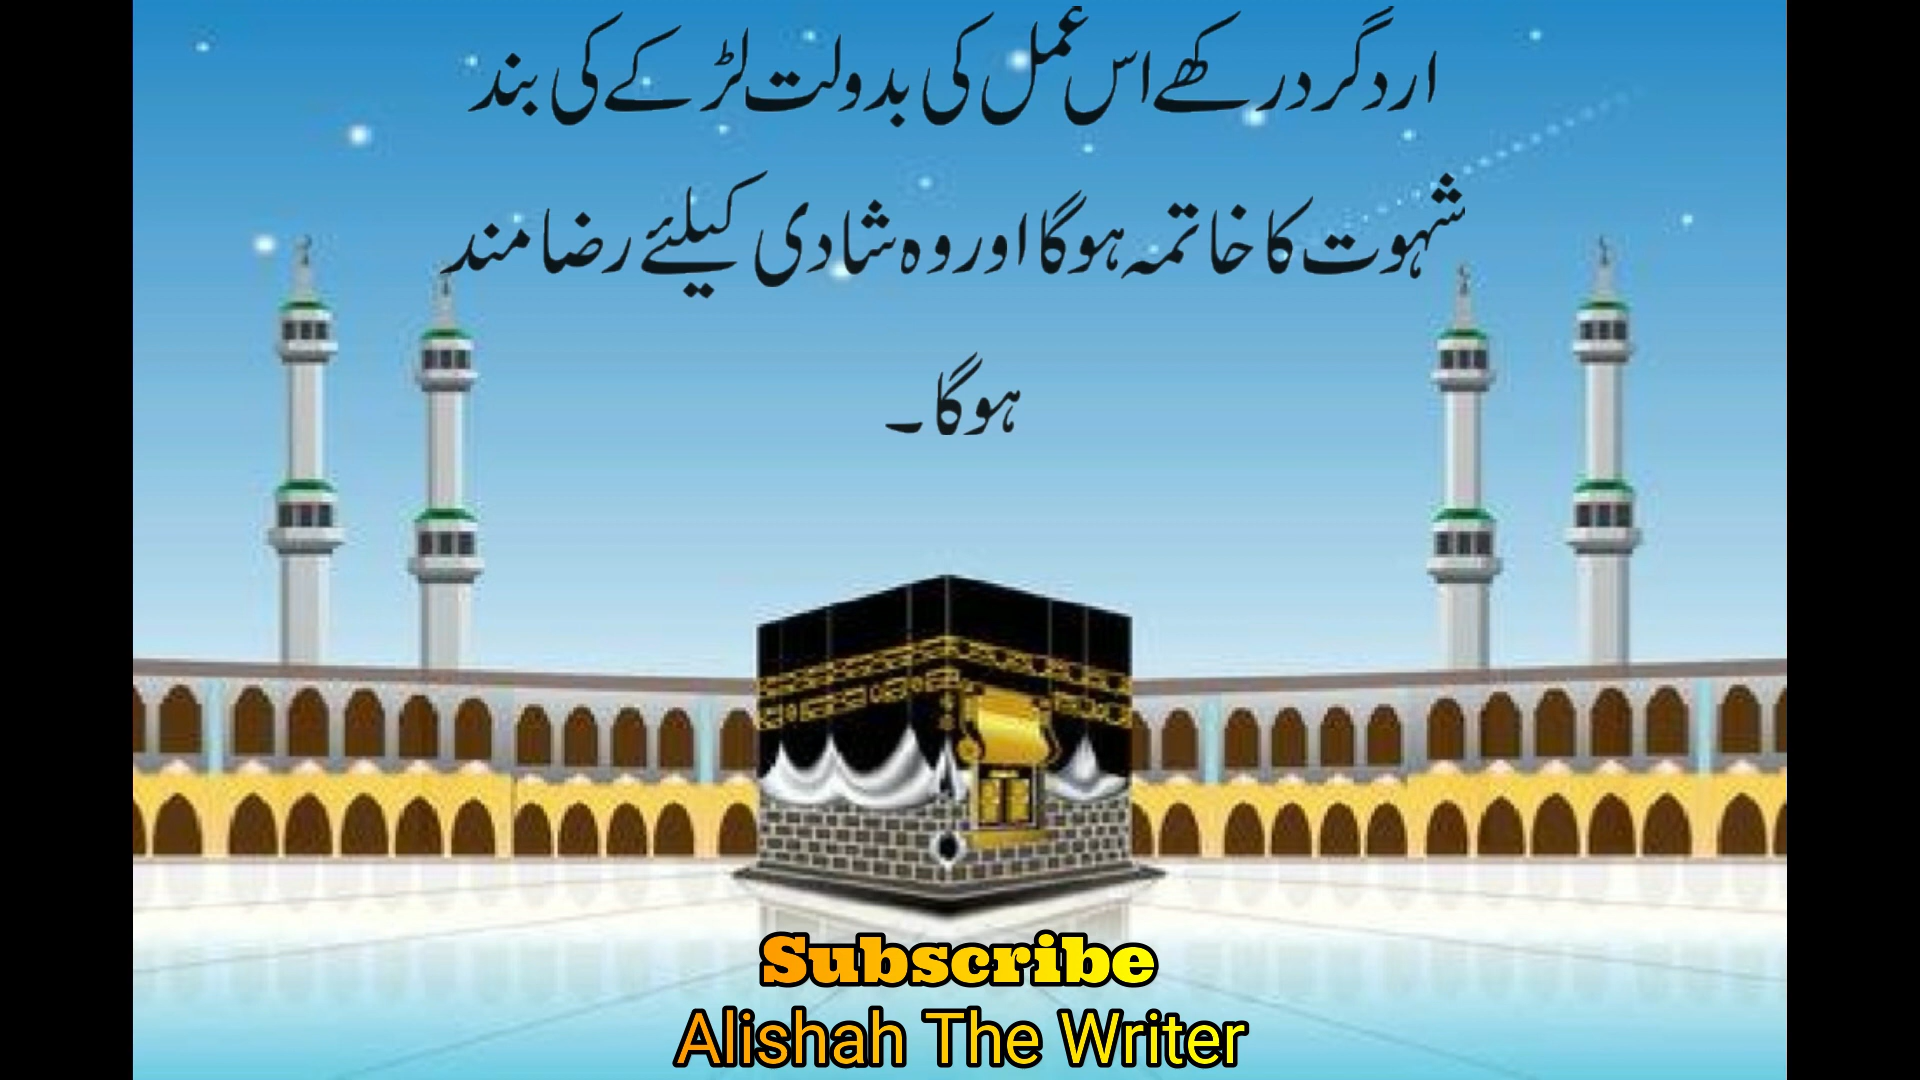 اردگرد رکھے اس عمل کی بدولت لڑکے کی بند
شہوت کا خاتمہ ہوگا اور وہ شادی کیلئے رضامند
ہوگا۔
Subscribe
Alishah The Writer